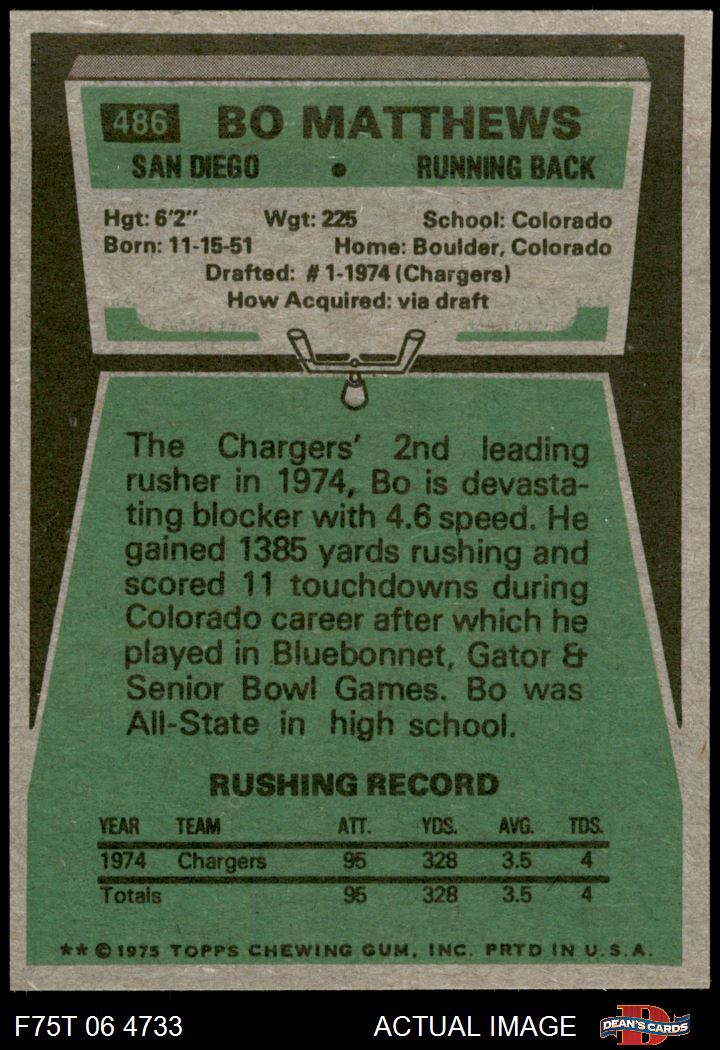 486 BO MATTHEWS
SAN DIEGO • RUNNING BACK
Hgt: 6'2" Wgt: 225 School: Colorado
Born: 11-15-51 Home: Boulder, Colorado
Drafted: #1-1974 (Chargers)
How Acquired: via draft
The Chargers' 2nd leading
rusher in 1974, Bo is devasta-
ting blocker with 4.6 speed. He
gained 1385 yards rushing and
scored 11 touchdowns during
Colorado career after which he
played in Bluebonnet, Gator &
Senior Bowl Games. Bo was
All-State in high school.
RUSHING RECORD
YEAR TEAM ATT. YDS. AVG. TDS.
1974 Chargers 95 328 3.5 4
Totals 95 328 3.5 4
** © 1975 TOPPS CHEWING GUM, INC. PRTD IN U.S.A.
F75T 06 4733 ACTUAL IMAGE D DEAN'S CARDS